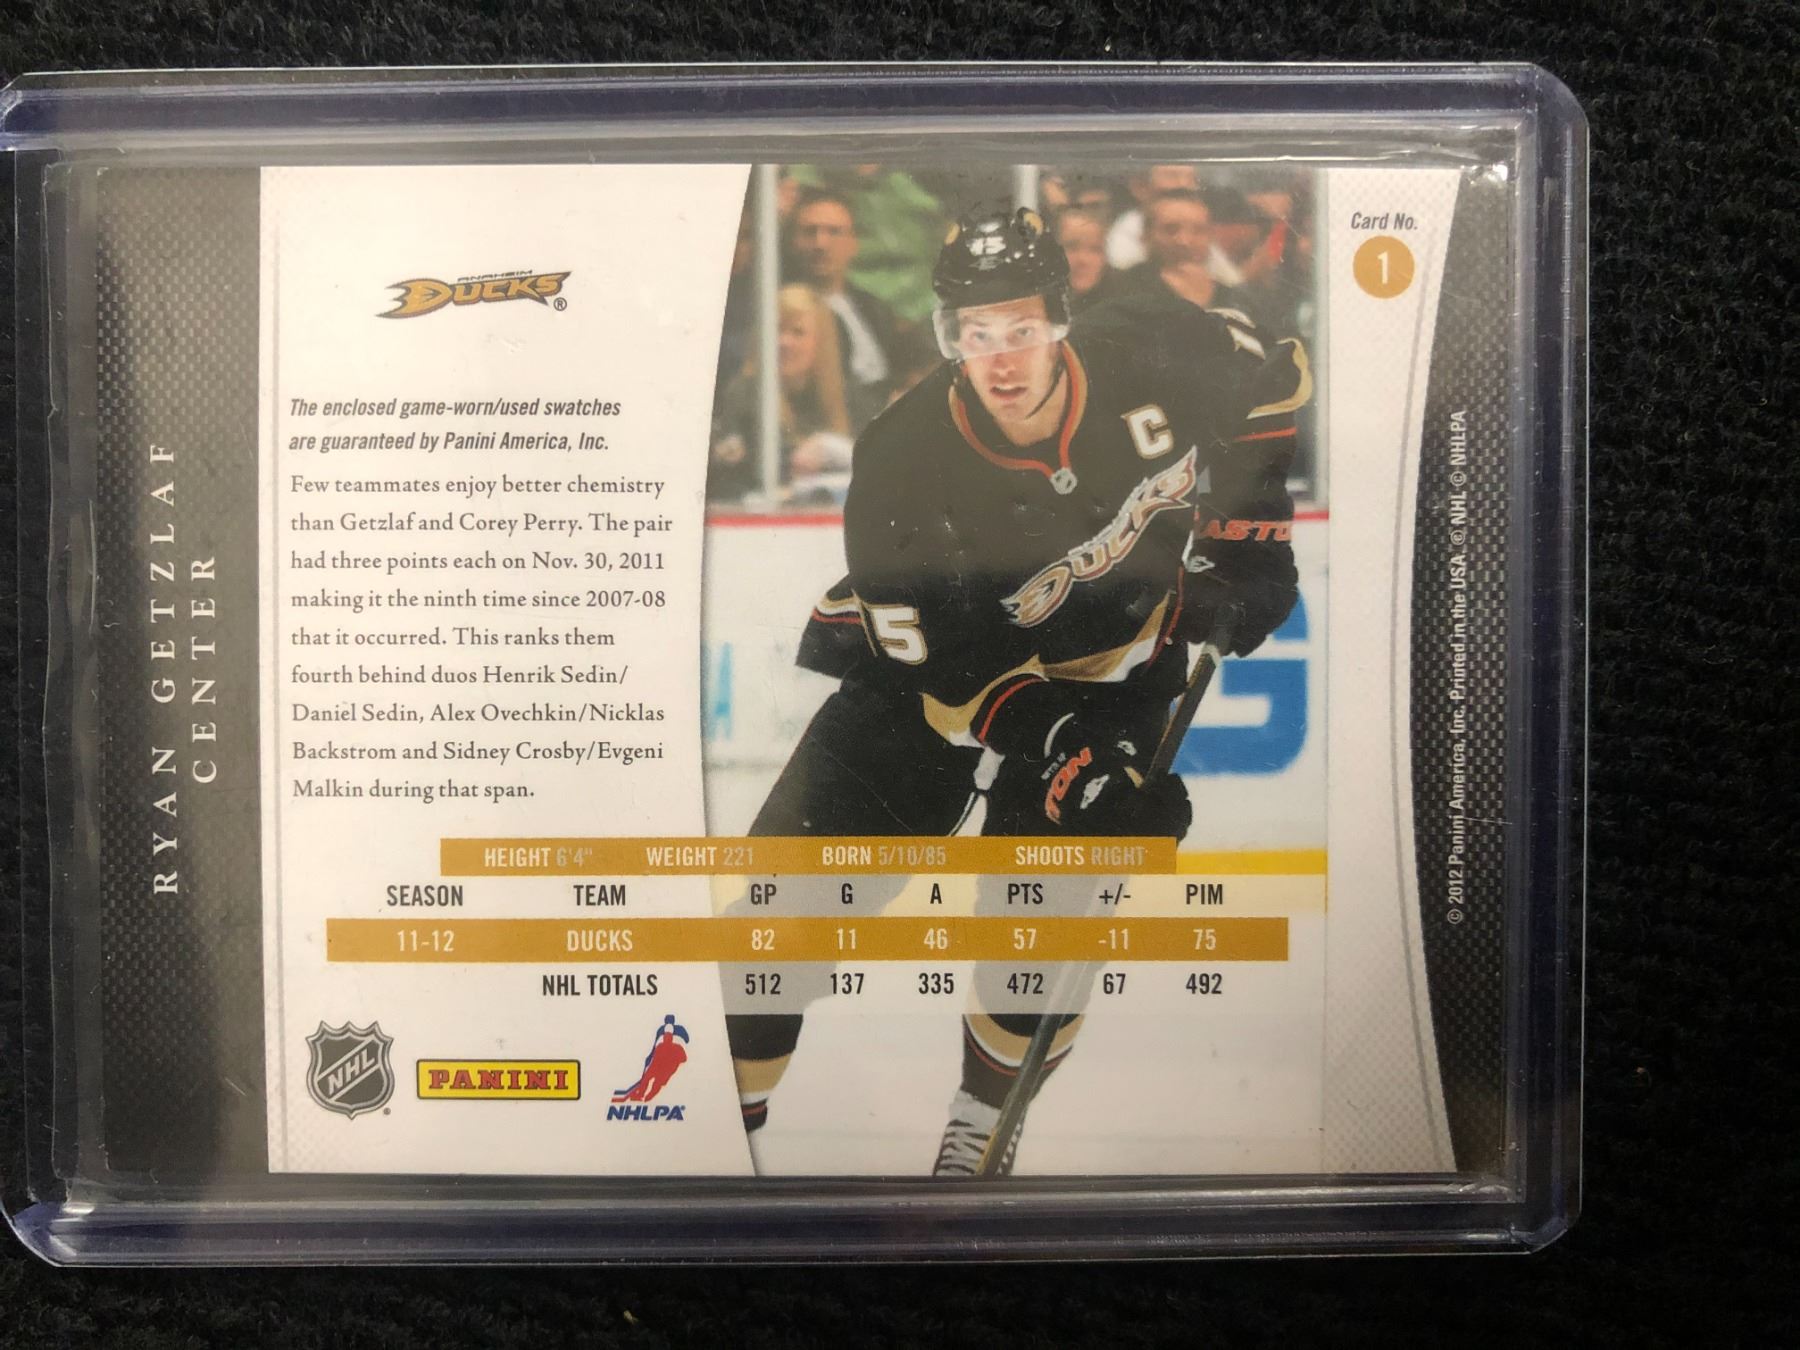 RYAN GETZLAF
CENTER
ANAHEIM
DUCKS®
The enclosed game-worn/used swatches
are guaranteed by Panini America, Inc.
Few teammates enjoy better chemistry
than Getzlaf and Corey Perry. The pair
had three points each on Nov. 30, 2011
making it the ninth time since 2007-08
that it occurred. This ranks them
fourth behind duos Henrik Sedin/
Daniel Sedin, Alex Ovechkin/Nicklas
Backstrom and Sidney Crosby/Evgeni
Malkin during that span.
Card No.
1
15
C
DUCKS
ASTO
5
TON
G
HEIGHT 6'4" WEIGHT 221 BORN 5/10/85 SHOOTS RIGHT
SEASON TEAM GP G A PTS +/- PIM
11-12 DUCKS 82 11 46 57 -11 75
NHL TOTALS 512 137 335 472 67 492
NHL®
PANINI
NHLPA®
© 2012 Panini America, Inc. Printed in the USA. © NHL © NHLPA